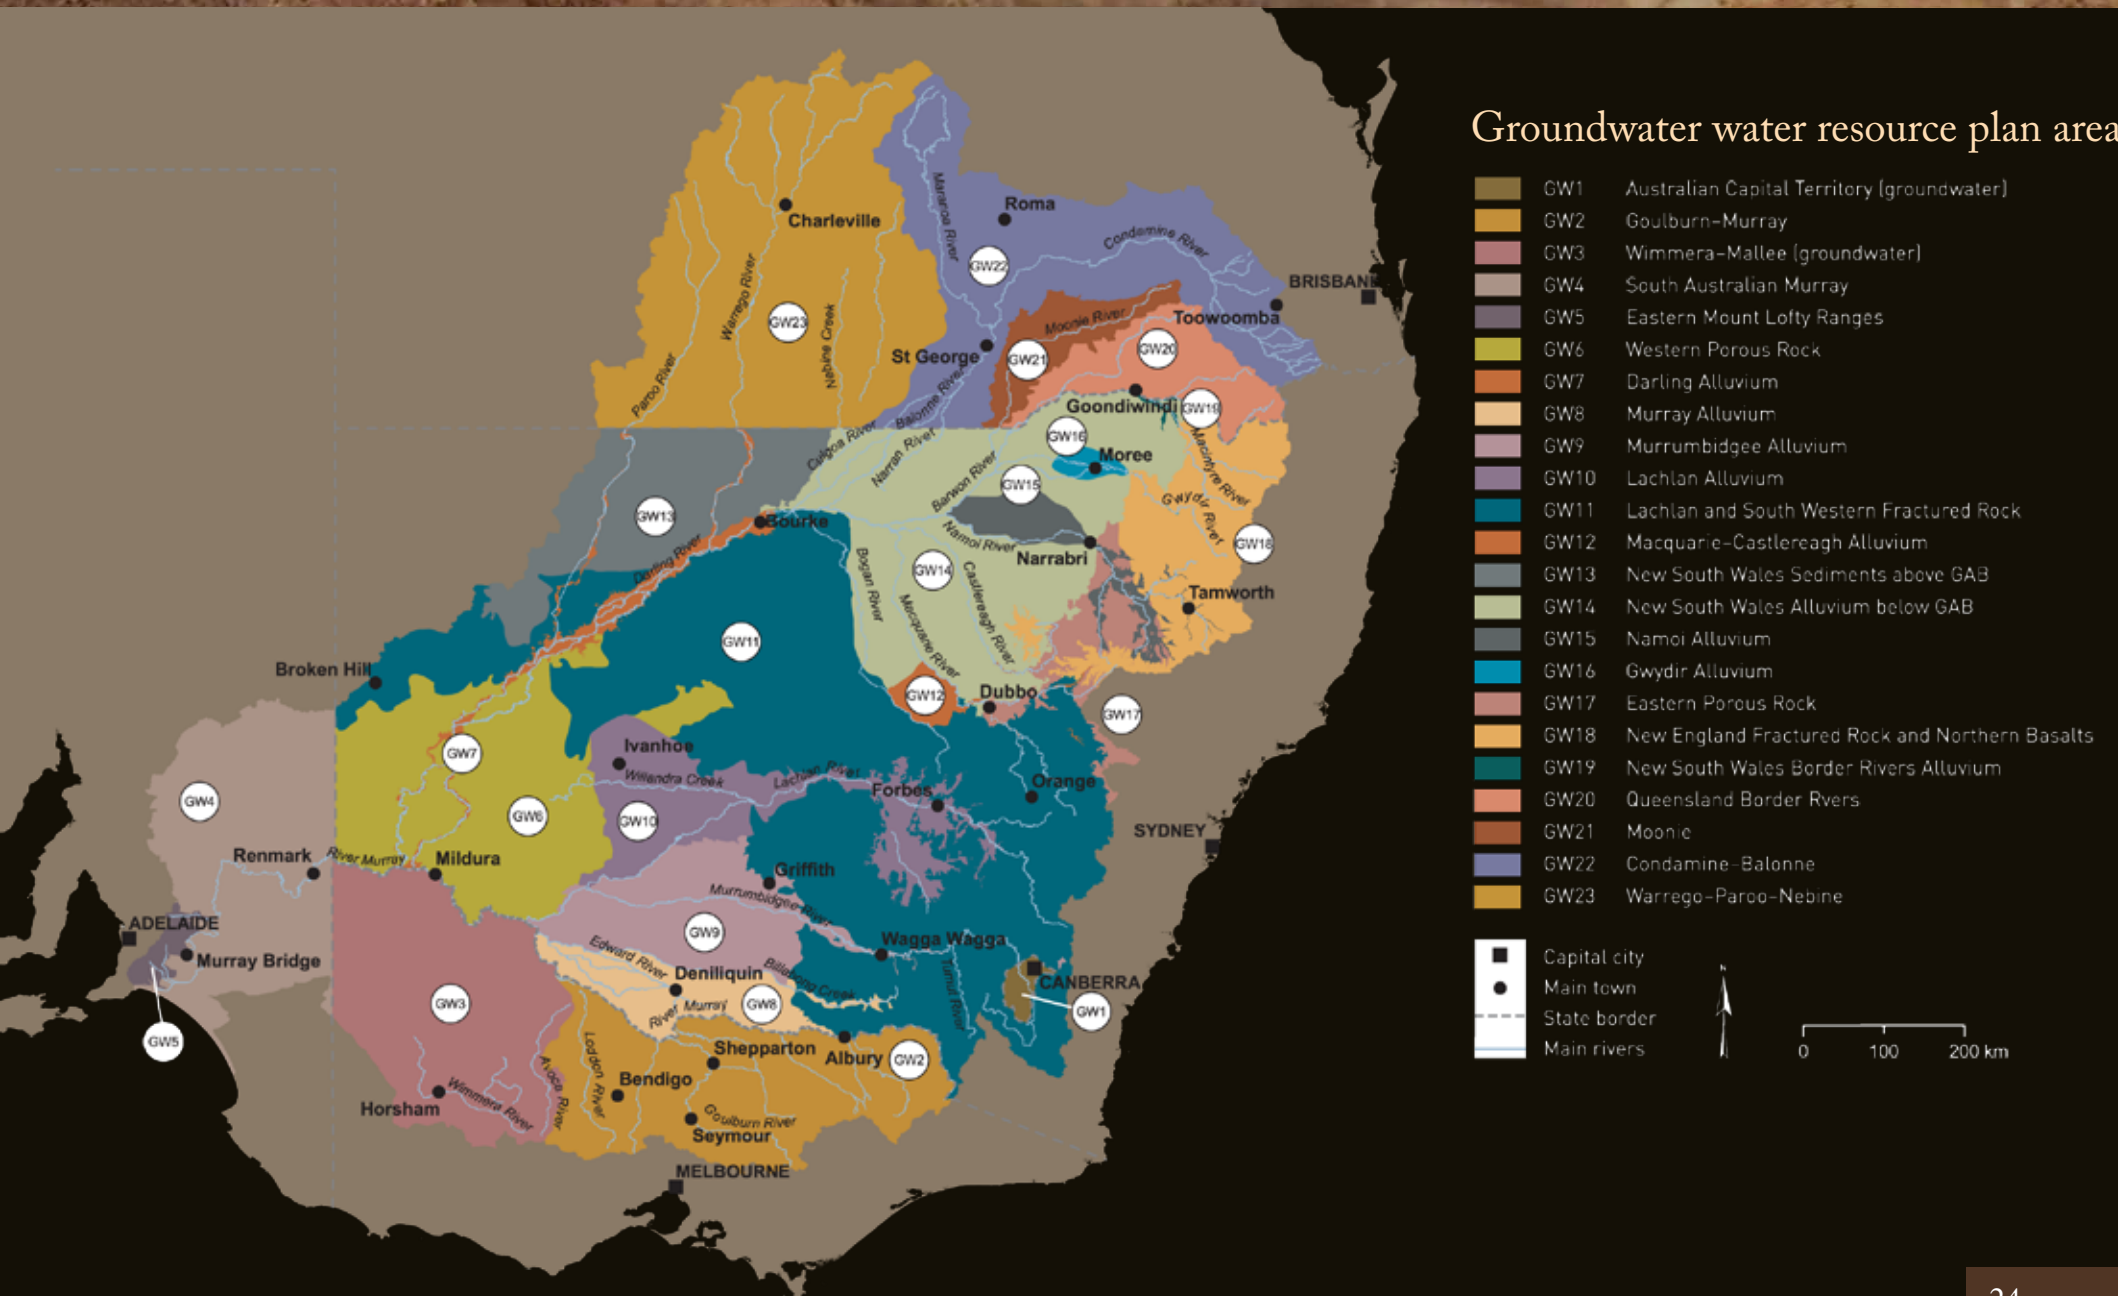 Groundwater water resource plan area
GW1 Australian Capital Territory (groundwater)
GW2 Goulburn–Murray
GW3 Wimmera–Mallee (groundwater)
GW4 South Australian Murray
GW5 Eastern Mount Lofty Ranges
GW6 Western Porous Rock
GW7 Darling Alluvium
GW8 Murray Alluvium
GW9 Murrumbidgee Alluvium
GW10 Lachlan Alluvium
GW11 Lachlan and South Western Fractured Rock
GW12 Macquarie–Castlereagh Alluvium
GW13 New South Wales Sediments above GAB
GW14 New South Wales Alluvium below GAB
GW15 Namoi Alluvium
GW16 Gwydir Alluvium
GW17 Eastern Porous Rock
GW18 New England Fractured Rock and Northern Basalts
GW19 New South Wales Border Rivers Alluvium
GW20 Queensland Border Rvers
GW21 Moonie
GW22 Condamine–Balonne
GW23 Warrego–Paroo–Nebine
Capital city
Main town
State border
Main rivers
N
0 100 200 km
Charleville
Roma
Maranoa River
Condamine River
GW22
BRISBANE
Warrego River
GW23
Nebine Creek
Moonie River
Toowoomba
St George
GW21
GW20
Paroo River
Balonne River
Goondiwindi
GW19
Culgoa River
Narran River
GW16
Moree
Macintyre River
Barwon River
GW15
Gwydir River
GW13
Bourke
Darling River
Namoi River
Narrabri
GW18
Bogan River
GW14
Castlereagh River
Macquarie River
Tamworth
GW11
Broken Hill
GW12
Dubbo
GW17
GW7
Ivanhoe
Willandra Creek
Lachlan River
Forbes
Orange
GW4
GW6
GW10
SYDNEY
Renmark
River Murray
Mildura
Griffith
Murrumbidgee River
ADELAIDE
Murray Bridge
GW9
Wagga Wagga
Edward River
Deniliquin
Billabong Creek
Tumut River
CANBERRA
GW3
River Murray
GW8
GW1
GW5
Loddon River
Shepparton
Albury
GW2
Avoca River
Bendigo
Horsham
Wimmera River
Goulburn River
Seymour
MELBOURNE